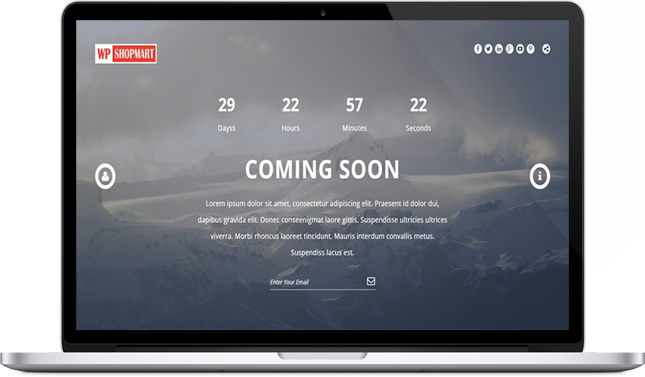 WP SHOPMART
29 22 57 22
Dayss Hours Minutes Seconds
COMING SOON
Lorem ipsum dolor sit amet, consectetur adipiscing elit. Praesent id dolor dui,
dapibus gravida elit. Donec conseenigmat laore gittis. Suspendisse ultricies ultrices
viverra. Morbi rhoncus laoreet tincidunt. Mauris interdum convallis metus.
Suspendiss lacus est.
Enter Your Email